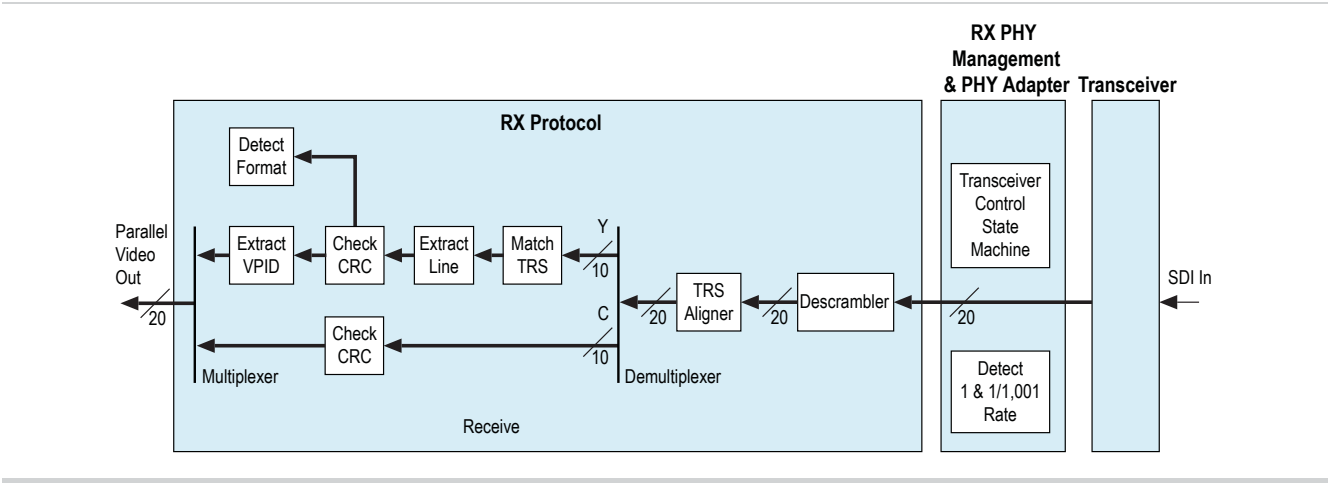 RX PHY
Management
& PHY Adapter
Transceiver
RX Protocol
Detect
Format
Transceiver
Control
State
Machine
Parallel
Video
Out
20
Extract
VPID
Check
CRC
Extract
Line
Match
TRS
Y
10
C
10
20
TRS
Aligner
20
Descrambler
20
SDI In
Check
CRC
Multiplexer
Demultiplexer
Detect
1 & 1/1,001
Rate
Receive